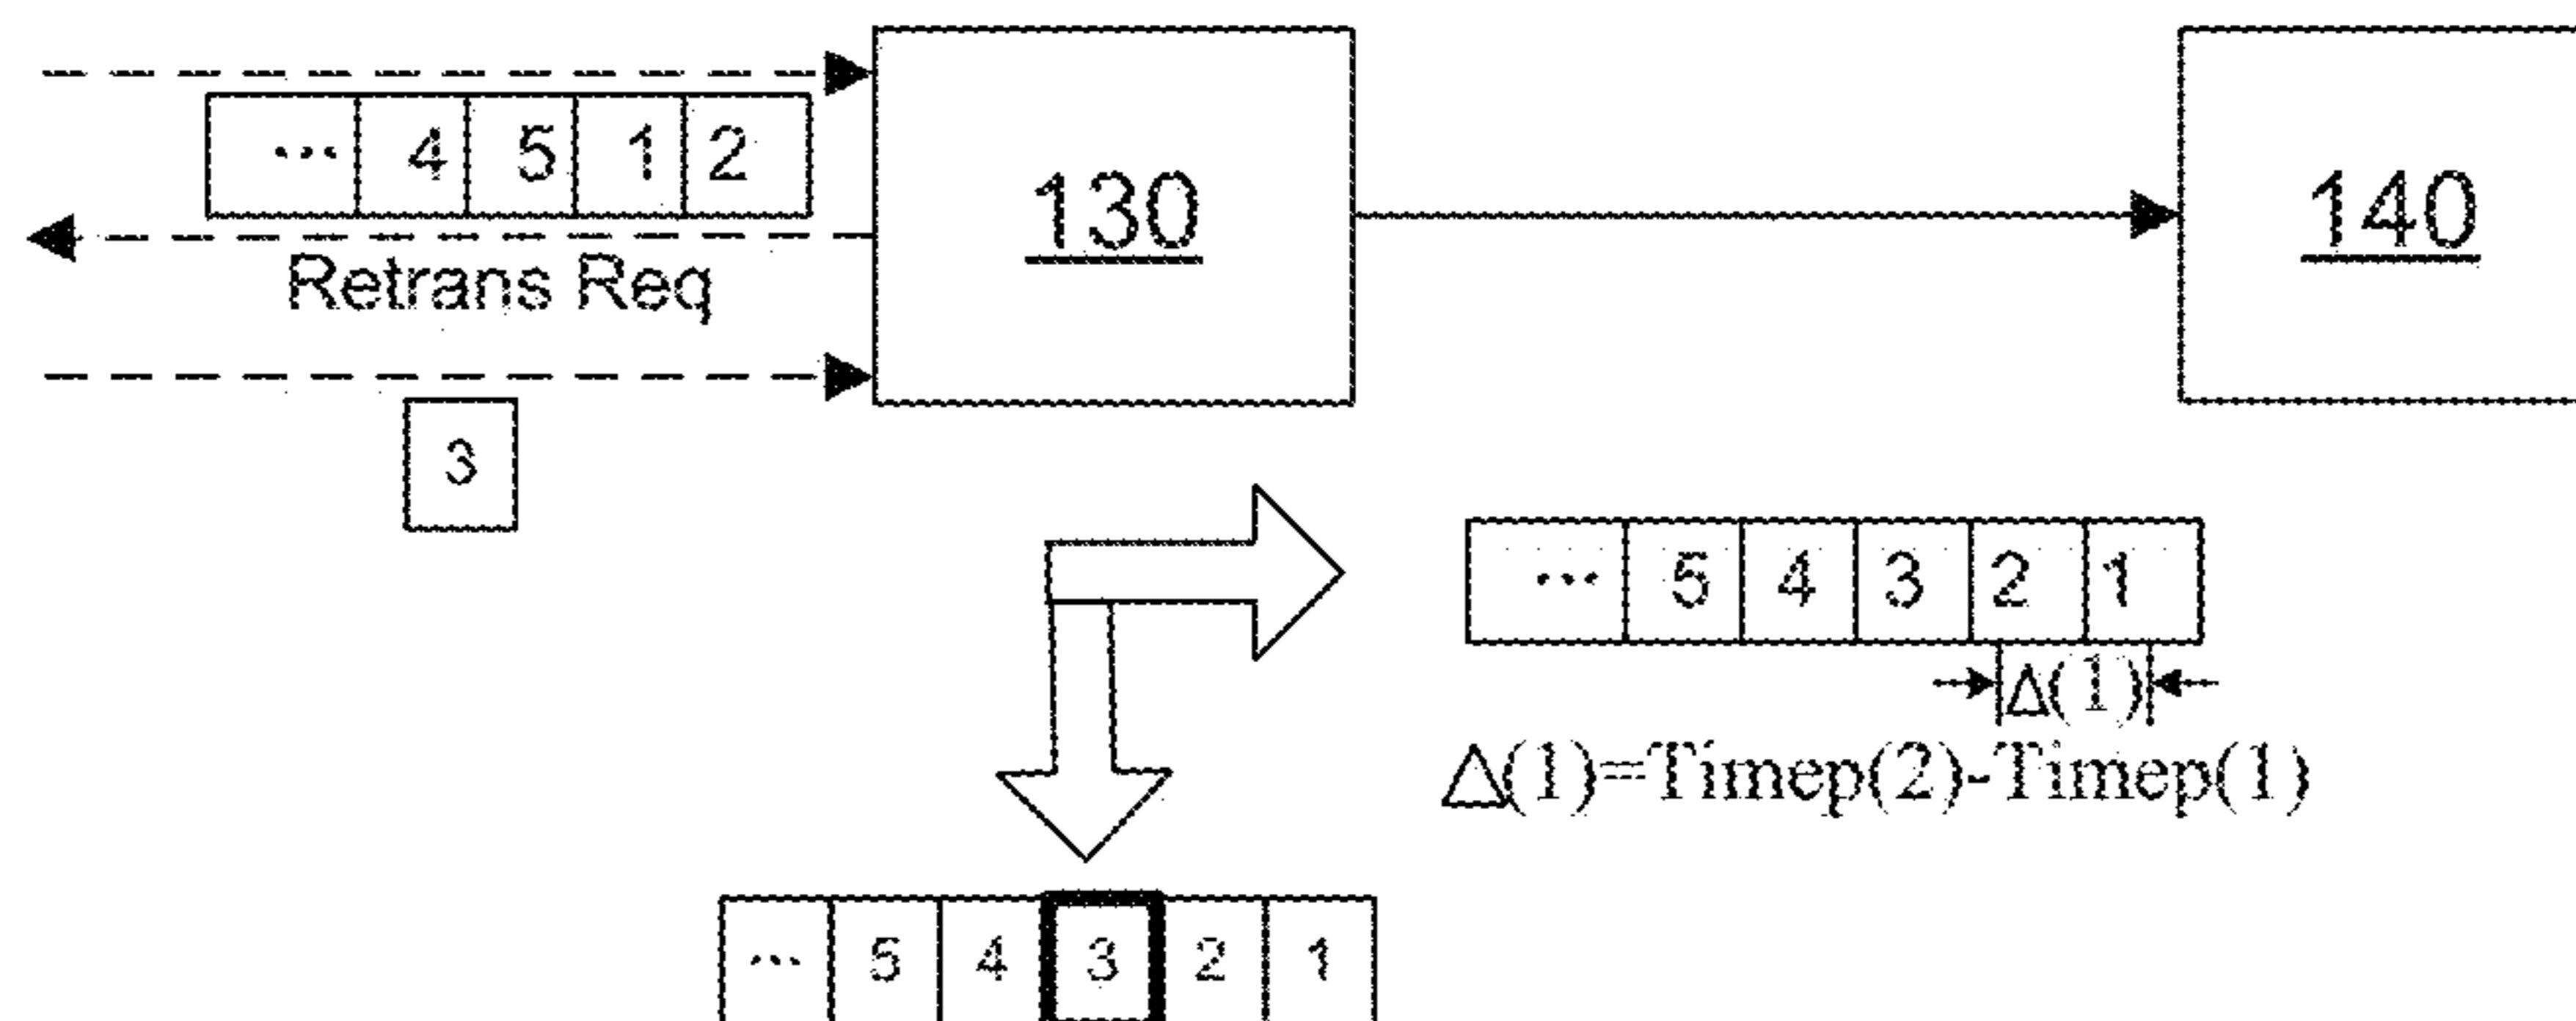 ... 4 5 1 2
130
140
Retrans Req
3
... 5 4 3 2 1
Δ(1)
Δ(1)=Timep(2)-Timep(1)
... 5 4 3 2 1